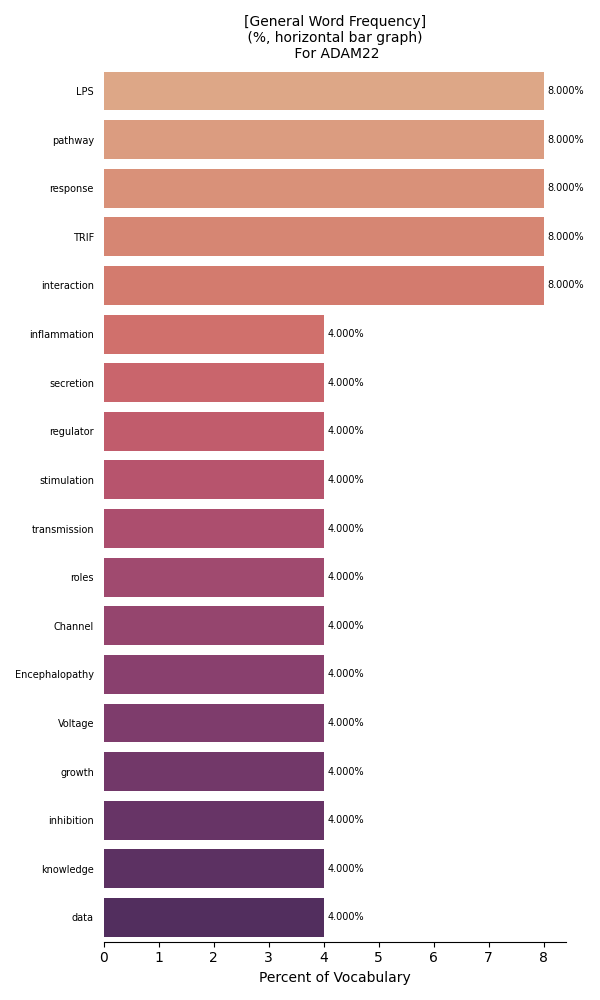 [General Word Frequency]
(%, horizontal bar graph)
For ADAM22
LPS 8.000%
pathway 8.000%
response 8.000%
TRIF 8.000%
interaction 8.000%
inflammation 4.000%
secretion 4.000%
regulator 4.000%
stimulation 4.000%
transmission 4.000%
roles 4.000%
Channel 4.000%
Encephalopathy 4.000%
Voltage 4.000%
growth 4.000%
inhibition 4.000%
knowledge 4.000%
data 4.000%
0 1 2 3 4 5 6 7 8
Percent of Vocabulary